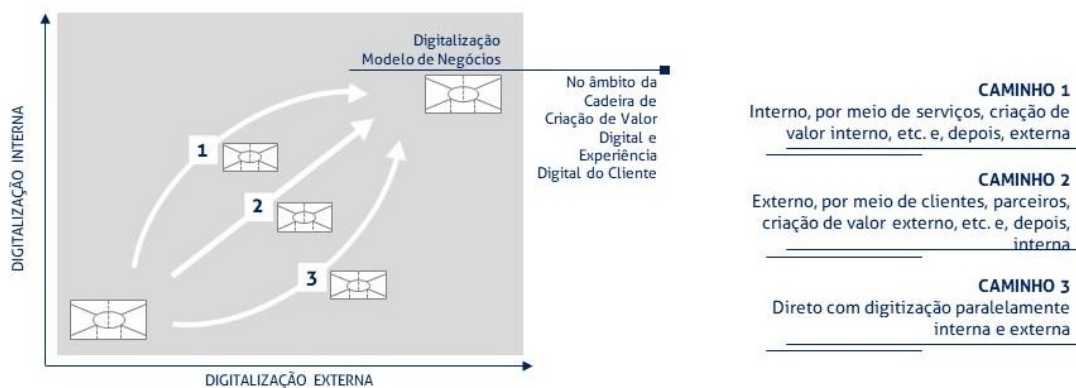 DIGITALIZAÇÃO INTERNA
Digitalização
Modelo de Negócios
No âmbito da
Cadeira de
Criação de Valor
Digital e
Experiência
Digital do Cliente
1
2
3
DIGITALIZAÇÃO EXTERNA
CAMINHO 1
Interno, por meio de serviços, criação de
valor interno, etc. e, depois, externa
CAMINHO 2
Externo, por meio de clientes, parceiros,
criação de valor externo, etc. e, depois,
interna
CAMINHO 3
Direto com digitização paralelamente
interna e externa